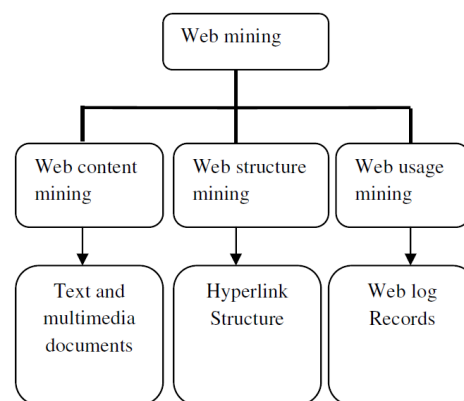 Web mining
Web content
mining
Web structure
mining
Web usage
mining
Text and
multimedia
documents
Hyperlink
Structure
Web log
Records